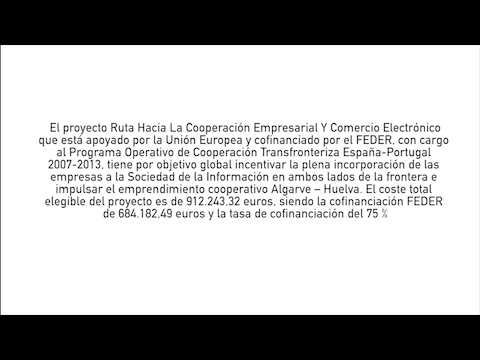 El proyecto Ruta Hacia La Cooperación Empresarial Y Comercio Electrónico
que está apoyado por la Unión Europea y cofinanciado por el FEDER, con cargo
al Programa Operativo de Cooperación Transfronteriza España-Portugal
2007-2013, tiene por objetivo global incentivar la plena incorporación de las
empresas a la Sociedad de la Información en ambos lados de la frontera e
impulsar el emprendimiento cooperativo Algarve – Huelva. El coste total
elegible del proyecto es de 912.243,32 euros, siendo la cofinanciación FEDER
de 684.182,49 euros y la tasa de cofinanciación del 75 %